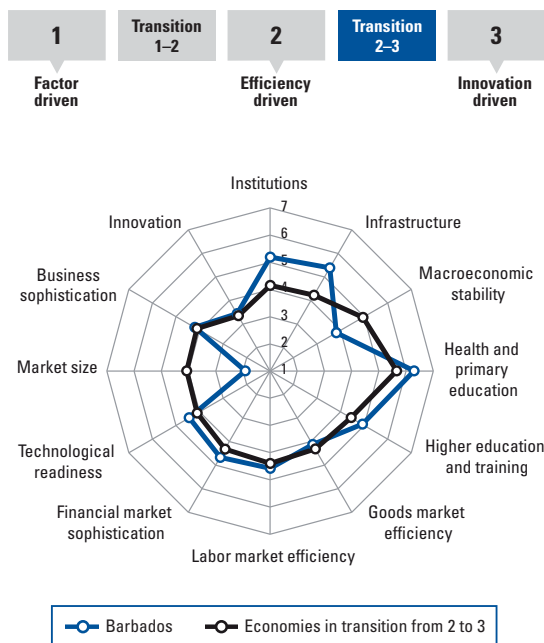 1
Transition
1–2
2
Transition
2–3
3
Factor
driven
Efficiency
driven
Innovation
driven
Institutions
7
Innovation
Infrastructure
6
5
Business
sophistication
Macroeconomic
stability
4
3
2
Market size
1
Health and
primary
education
Technological
readiness
Higher education
and training
Financial market
sophistication
Goods market
efficiency
Labor market efficiency
Barbados
Economies in transition from 2 to 3